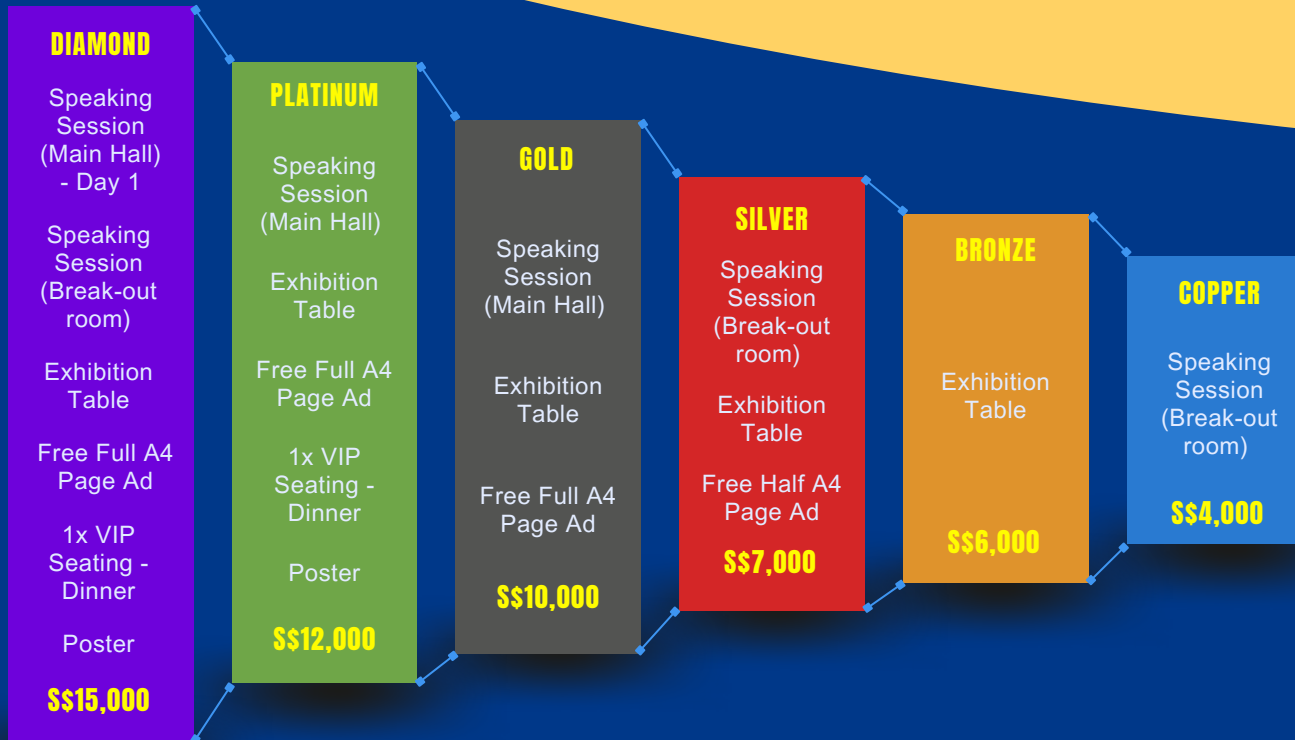 DIAMOND
Speaking
Session
(Main Hall)
- Day 1
Speaking
Session
(Break-out
room)
Exhibition
Table
Free Full A4
Page Ad
1x VIP
Seating -
Dinner
Poster
S$15,000
PLATINUM
Speaking
Session
(Main Hall)
Exhibition
Table
Free Full A4
Page Ad
1x VIP
Seating -
Dinner
Poster
S$12,000
GOLD
Speaking
Session
(Main Hall)
Exhibition
Table
Free Full A4
Page Ad
S$10,000
SILVER
Speaking
Session
(Break-out
room)
Exhibition
Table
Free Half A4
Page Ad
S$7,000
BRONZE
Exhibition
Table
S$6,000
COPPER
Speaking
Session
(Break-out
room)
S$4,000